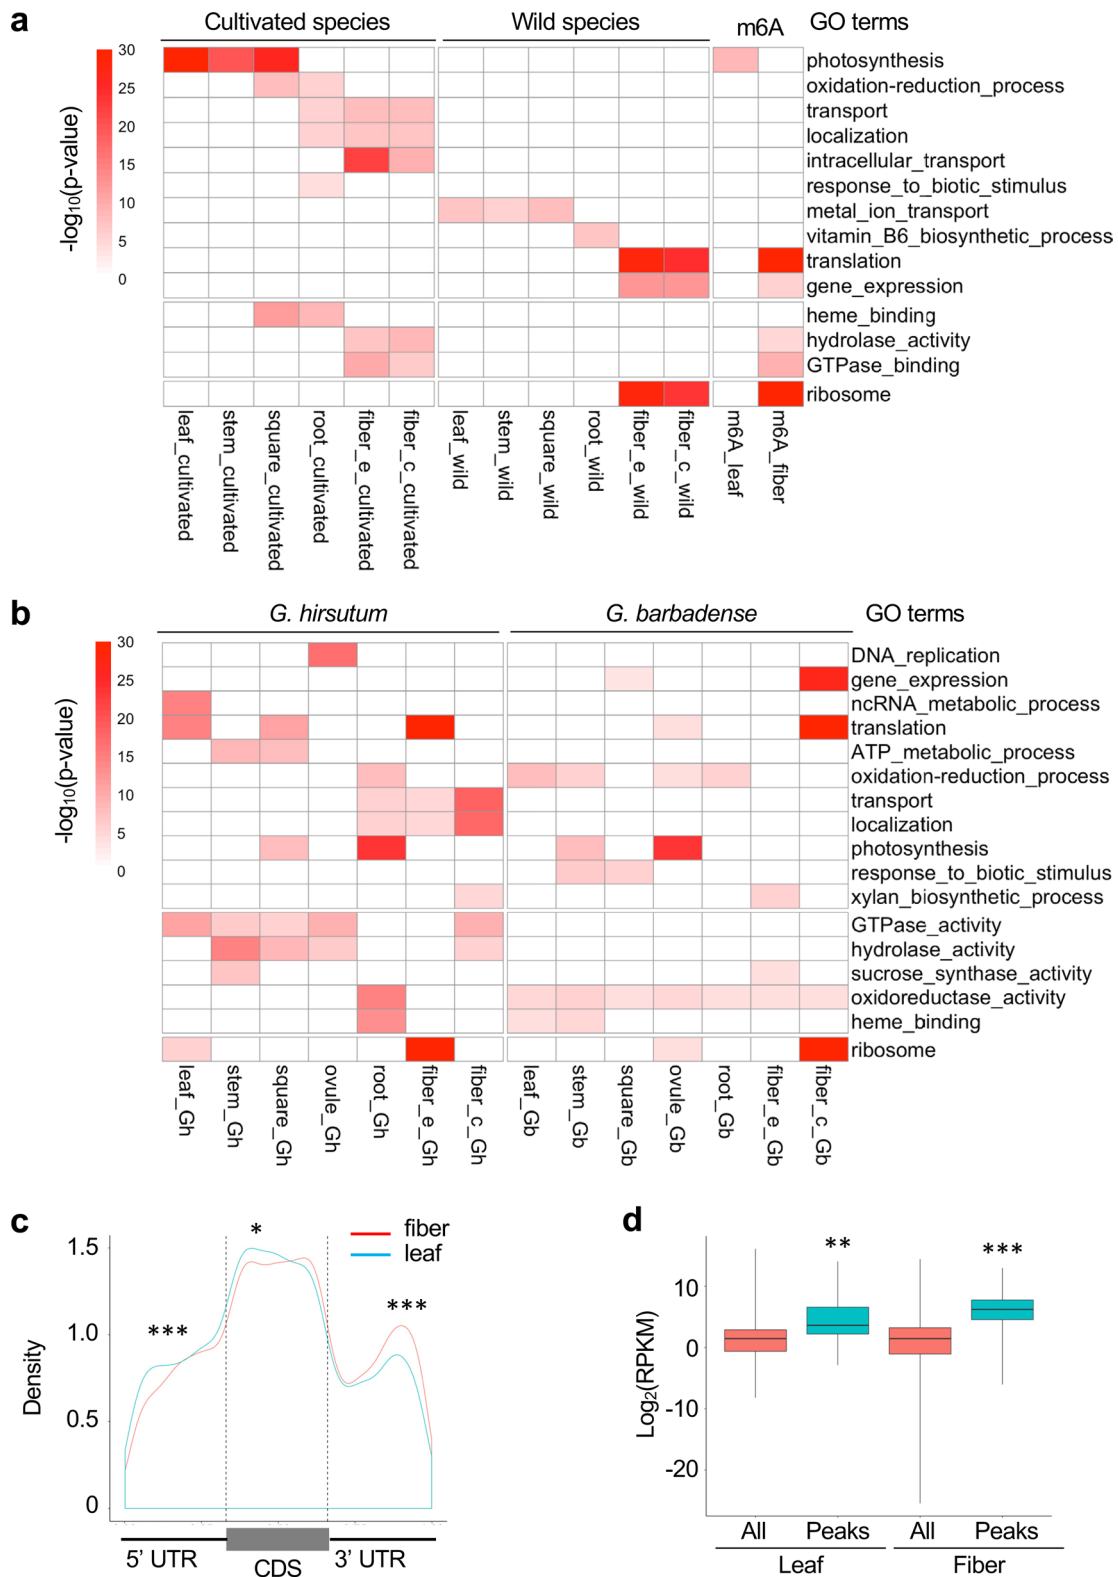 a
Cultivated species
Wild species
m6A
GO terms
-log10(p-value)
30
25
20
15
10
5
0
photosynthesis
oxidation-reduction_process
transport
localization
intracellular_transport
response_to_biotic_stimulus
metal_ion_transport
vitamin_B6_biosynthetic_process
translation
gene_expression
heme_binding
hydrolase_activity
GTPase_binding
ribosome
leaf_cultivated
stem_cultivated
square_cultivated
root_cultivated
fiber_e_cultivated
fiber_c_cultivated
leaf_wild
stem_wild
square_wild
root_wild
fiber_e_wild
fiber_c_wild
m6A_leaf
m6A_fiber
b
G. hirsutum
G. barbadense
GO terms
-log10(p-value)
30
25
20
15
10
5
0
DNA_replication
gene_expression
ncRNA_metabolic_process
translation
ATP_metabolic_process
oxidation-reduction_process
transport
localization
photosynthesis
response_to_biotic_stimulus
xylan_biosynthetic_process
GTPase_activity
hydrolase_activity
sucrose_synthase_activity
oxidoreductase_activity
heme_binding
ribosome
leaf_Gh
stem_Gh
square_Gh
ovule_Gh
root_Gh
fiber_e_Gh
fiber_c_Gh
leaf_Gb
stem_Gb
square_Gb
ovule_Gb
root_Gb
fiber_e_Gb
fiber_c_Gb
c
fiber
leaf
*
***
***
Density
1.5
1.0
0.5
0
5' UTR
CDS
3' UTR
d
**
***
Log2(RPKM)
10
0
-10
-20
All
Peaks
All
Peaks
Leaf
Fiber